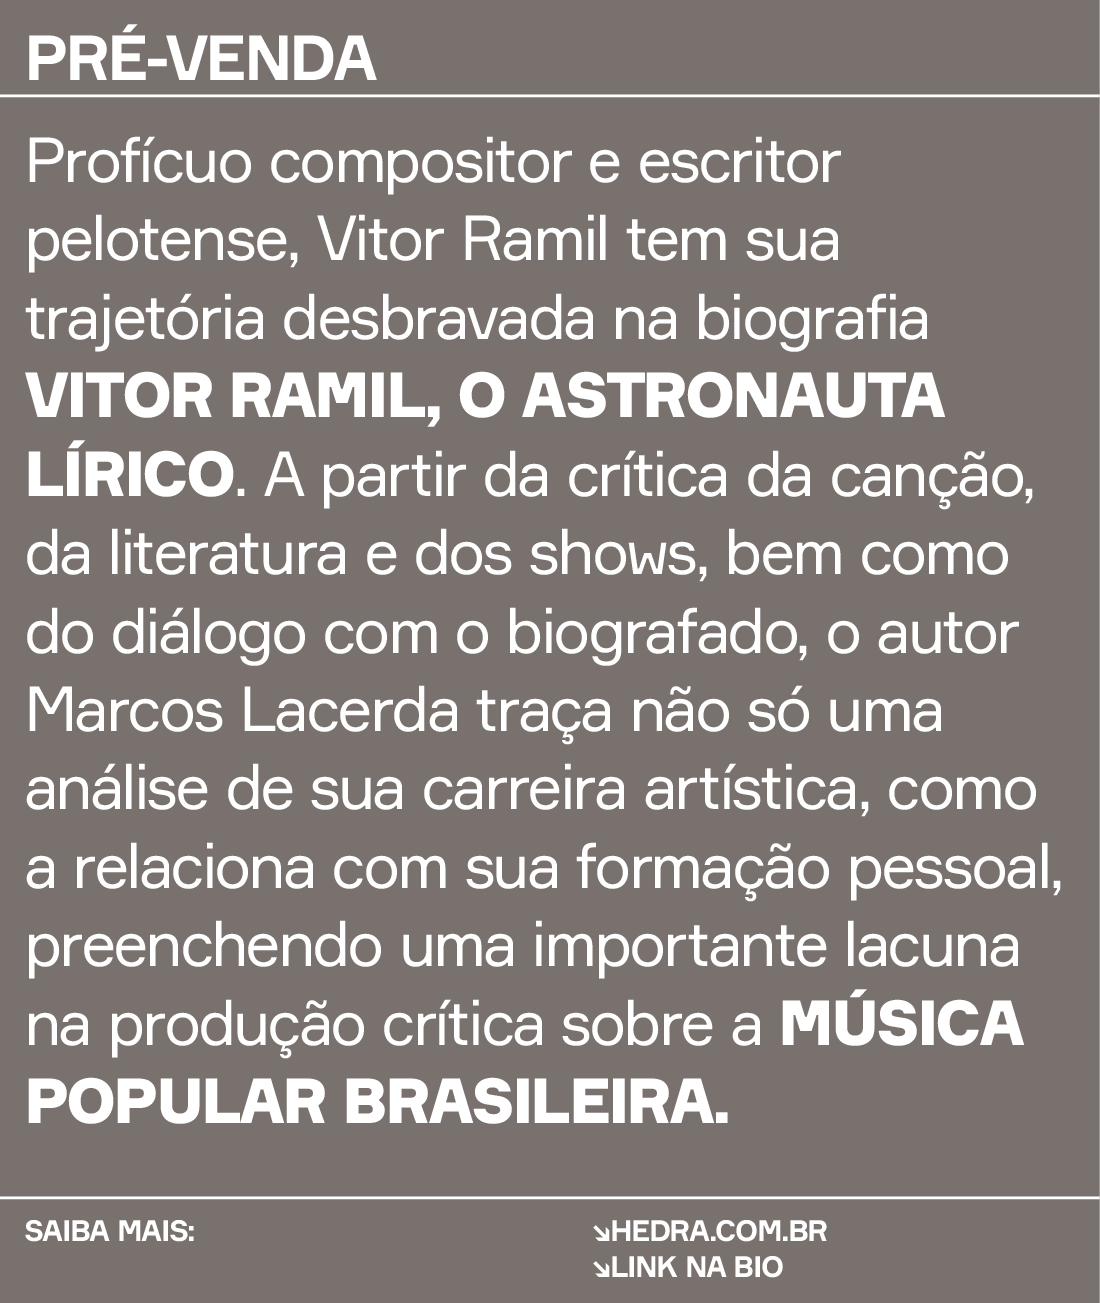 PRÉ-VENDA
Profícuo compositor e escritor
pelotense, Vitor Ramil tem sua
trajetória desbravada na biografia
VITOR RAMIL, O ASTRONAUTA
LÍRICO. A partir da crítica da canção,
da literatura e dos shows, bem como
do diálogo com o biografado, o autor
Marcos Lacerda traça não só uma
análise de sua carreira artística, como
a relaciona com sua formação pessoal,
preenchendo uma importante lacuna
na produção crítica sobre a MÚSICA
POPULAR BRASILEIRA.
SAIBA MAIS:
↘HEDRA.COM.BR
↘LINK NA BIO